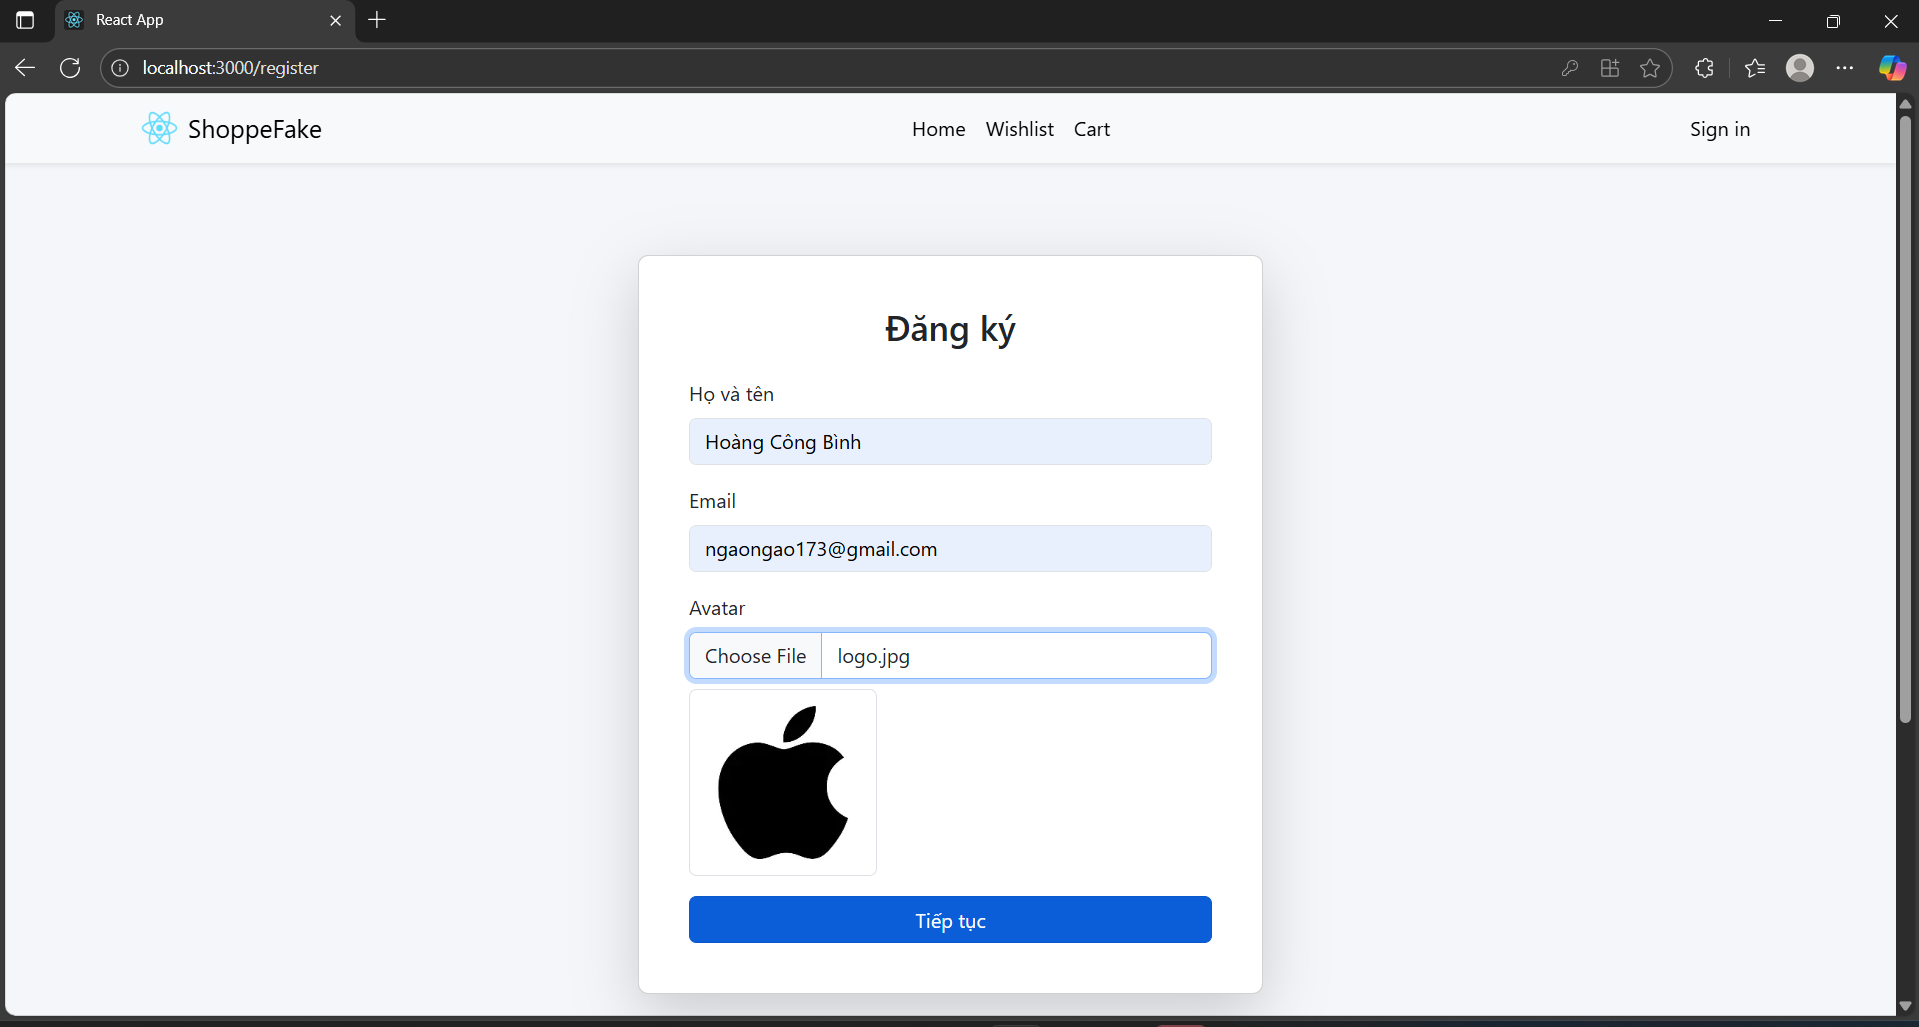 React App
localhost:3000/register
ShoppeFake
Home Wishlist Cart
Sign in
Đăng ký
Họ và tên
Hoàng Công Bình
Email
ngaongao173@gmail.com
Avatar
Choose File logo.jpg
Tiếp tục